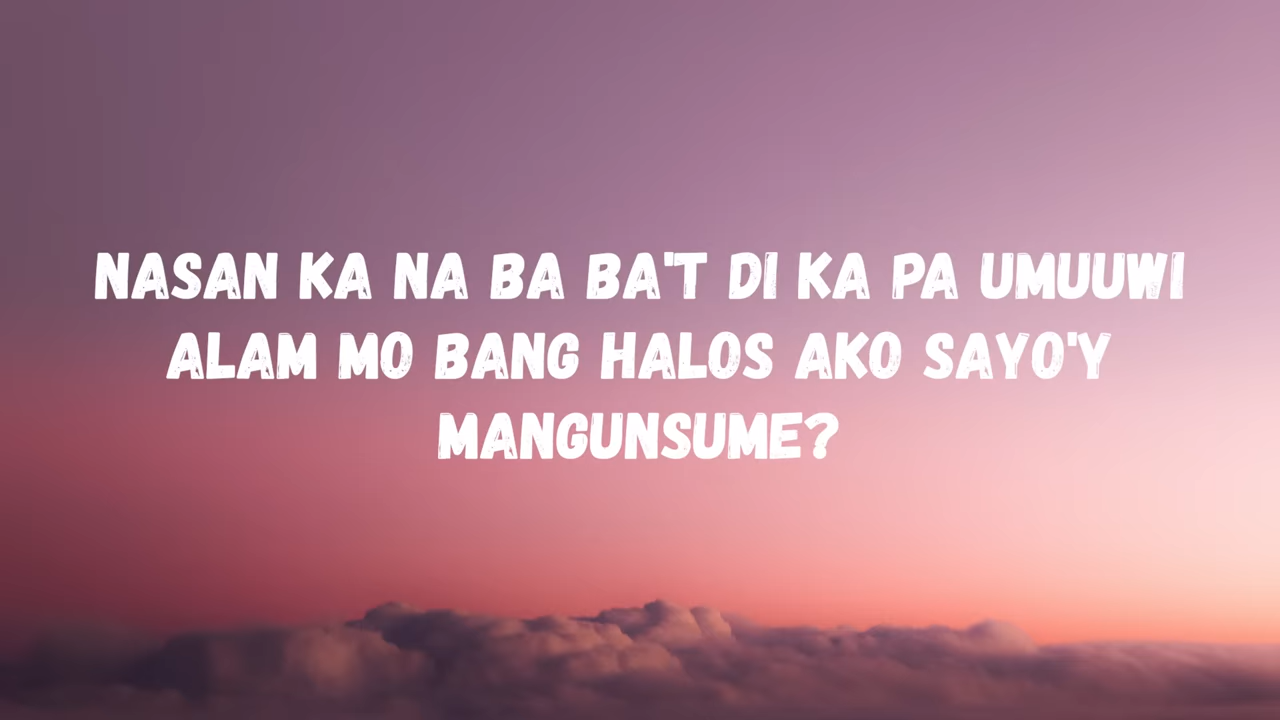 NASAN KA NA BA BA'T DI KA PA UMUUWI
ALAM MO BANG HALOS AKO SAYO'Y
MANGUNSUME?